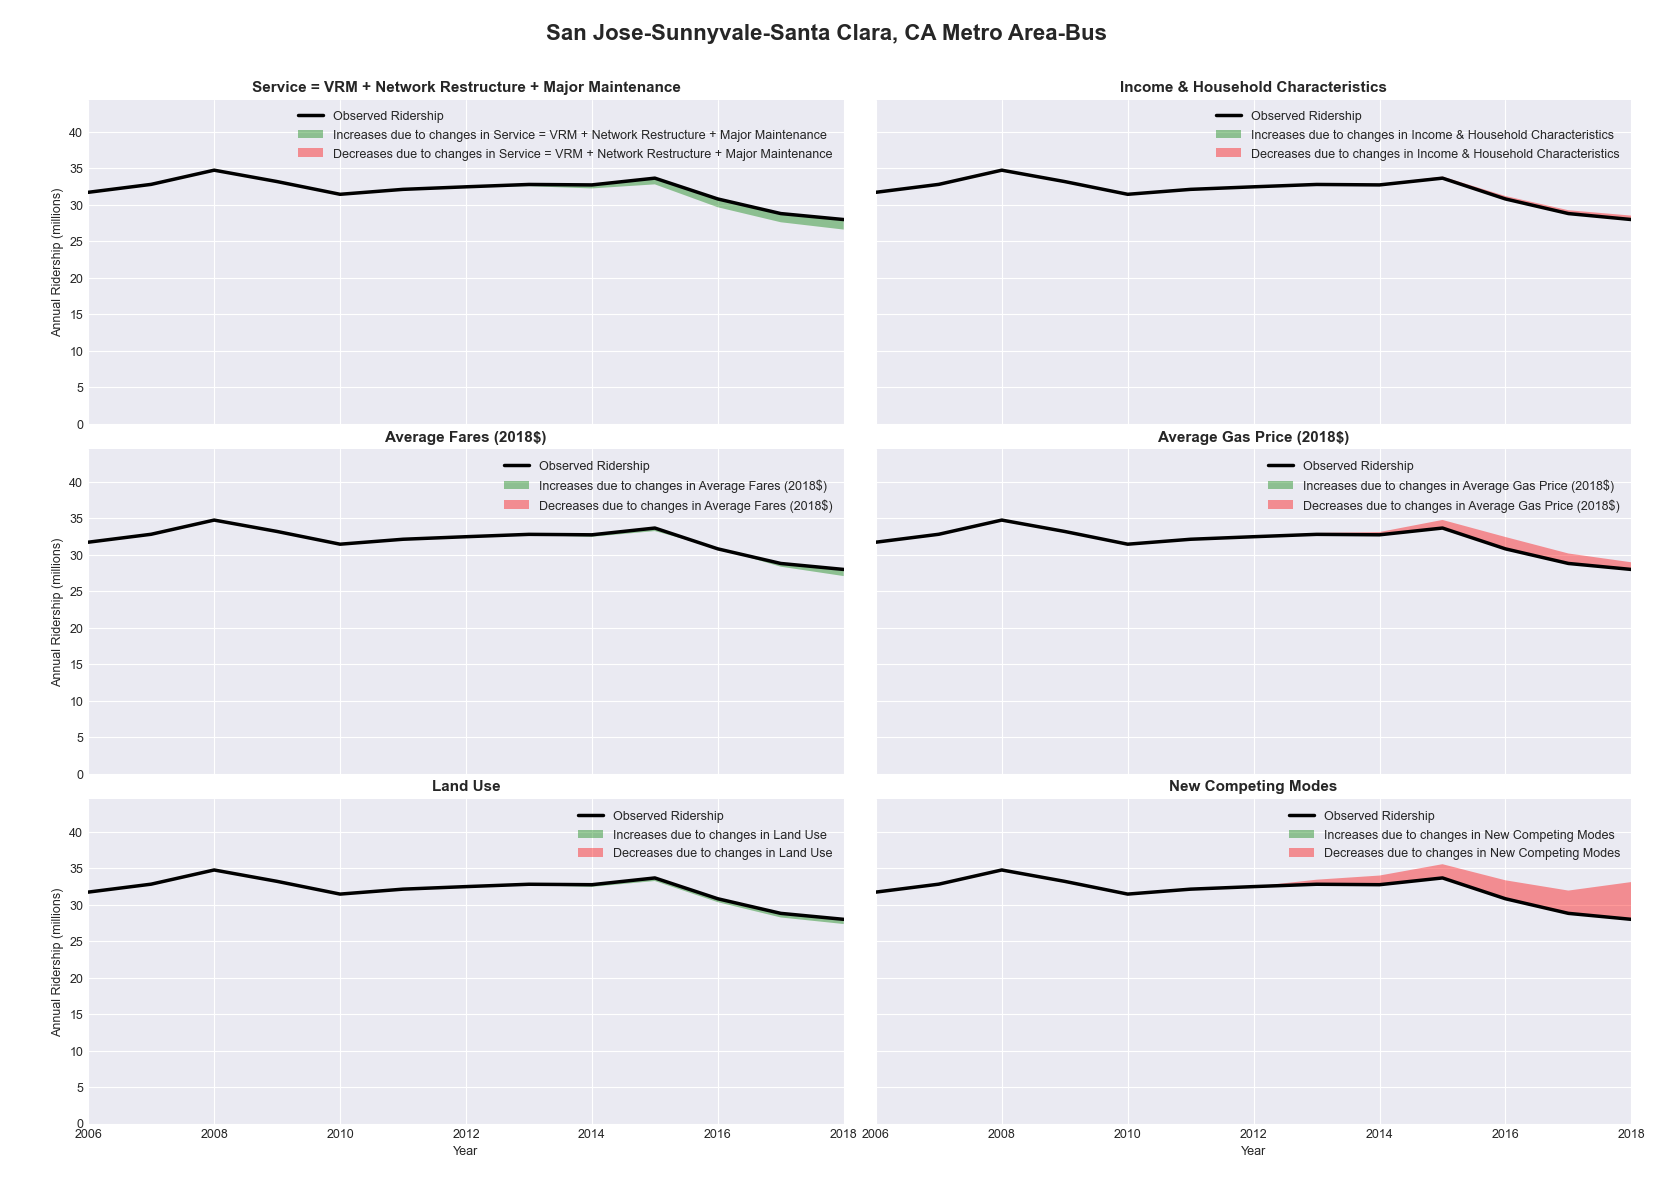 San Jose-Sunnyvale-Santa Clara, CA Metro Area-Bus
Service = VRM + Network Restructure + Major Maintenance
Observed Ridership
Increases due to changes in Service = VRM + Network Restructure + Major Maintenance
Decreases due to changes in Service = VRM + Network Restructure + Major Maintenance
40
35
30
25
20
15
10
5
0
Annual Ridership (millions)
Income & Household Characteristics
Observed Ridership
Increases due to changes in Income & Household Characteristics
Decreases due to changes in Income & Household Characteristics
Average Fares (2018$)
Observed Ridership
Increases due to changes in Average Fares (2018$)
Decreases due to changes in Average Fares (2018$)
40
35
30
25
20
15
10
5
0
Annual Ridership (millions)
Average Gas Price (2018$)
Observed Ridership
Increases due to changes in Average Gas Price (2018$)
Decreases due to changes in Average Gas Price (2018$)
Land Use
Observed Ridership
Increases due to changes in Land Use
Decreases due to changes in Land Use
40
35
30
25
20
15
10
5
0
Annual Ridership (millions)
2006 2008 2010 2012 2014 2016 2018
Year
New Competing Modes
Observed Ridership
Increases due to changes in New Competing Modes
Decreases due to changes in New Competing Modes
2006 2008 2010 2012 2014 2016 2018
Year